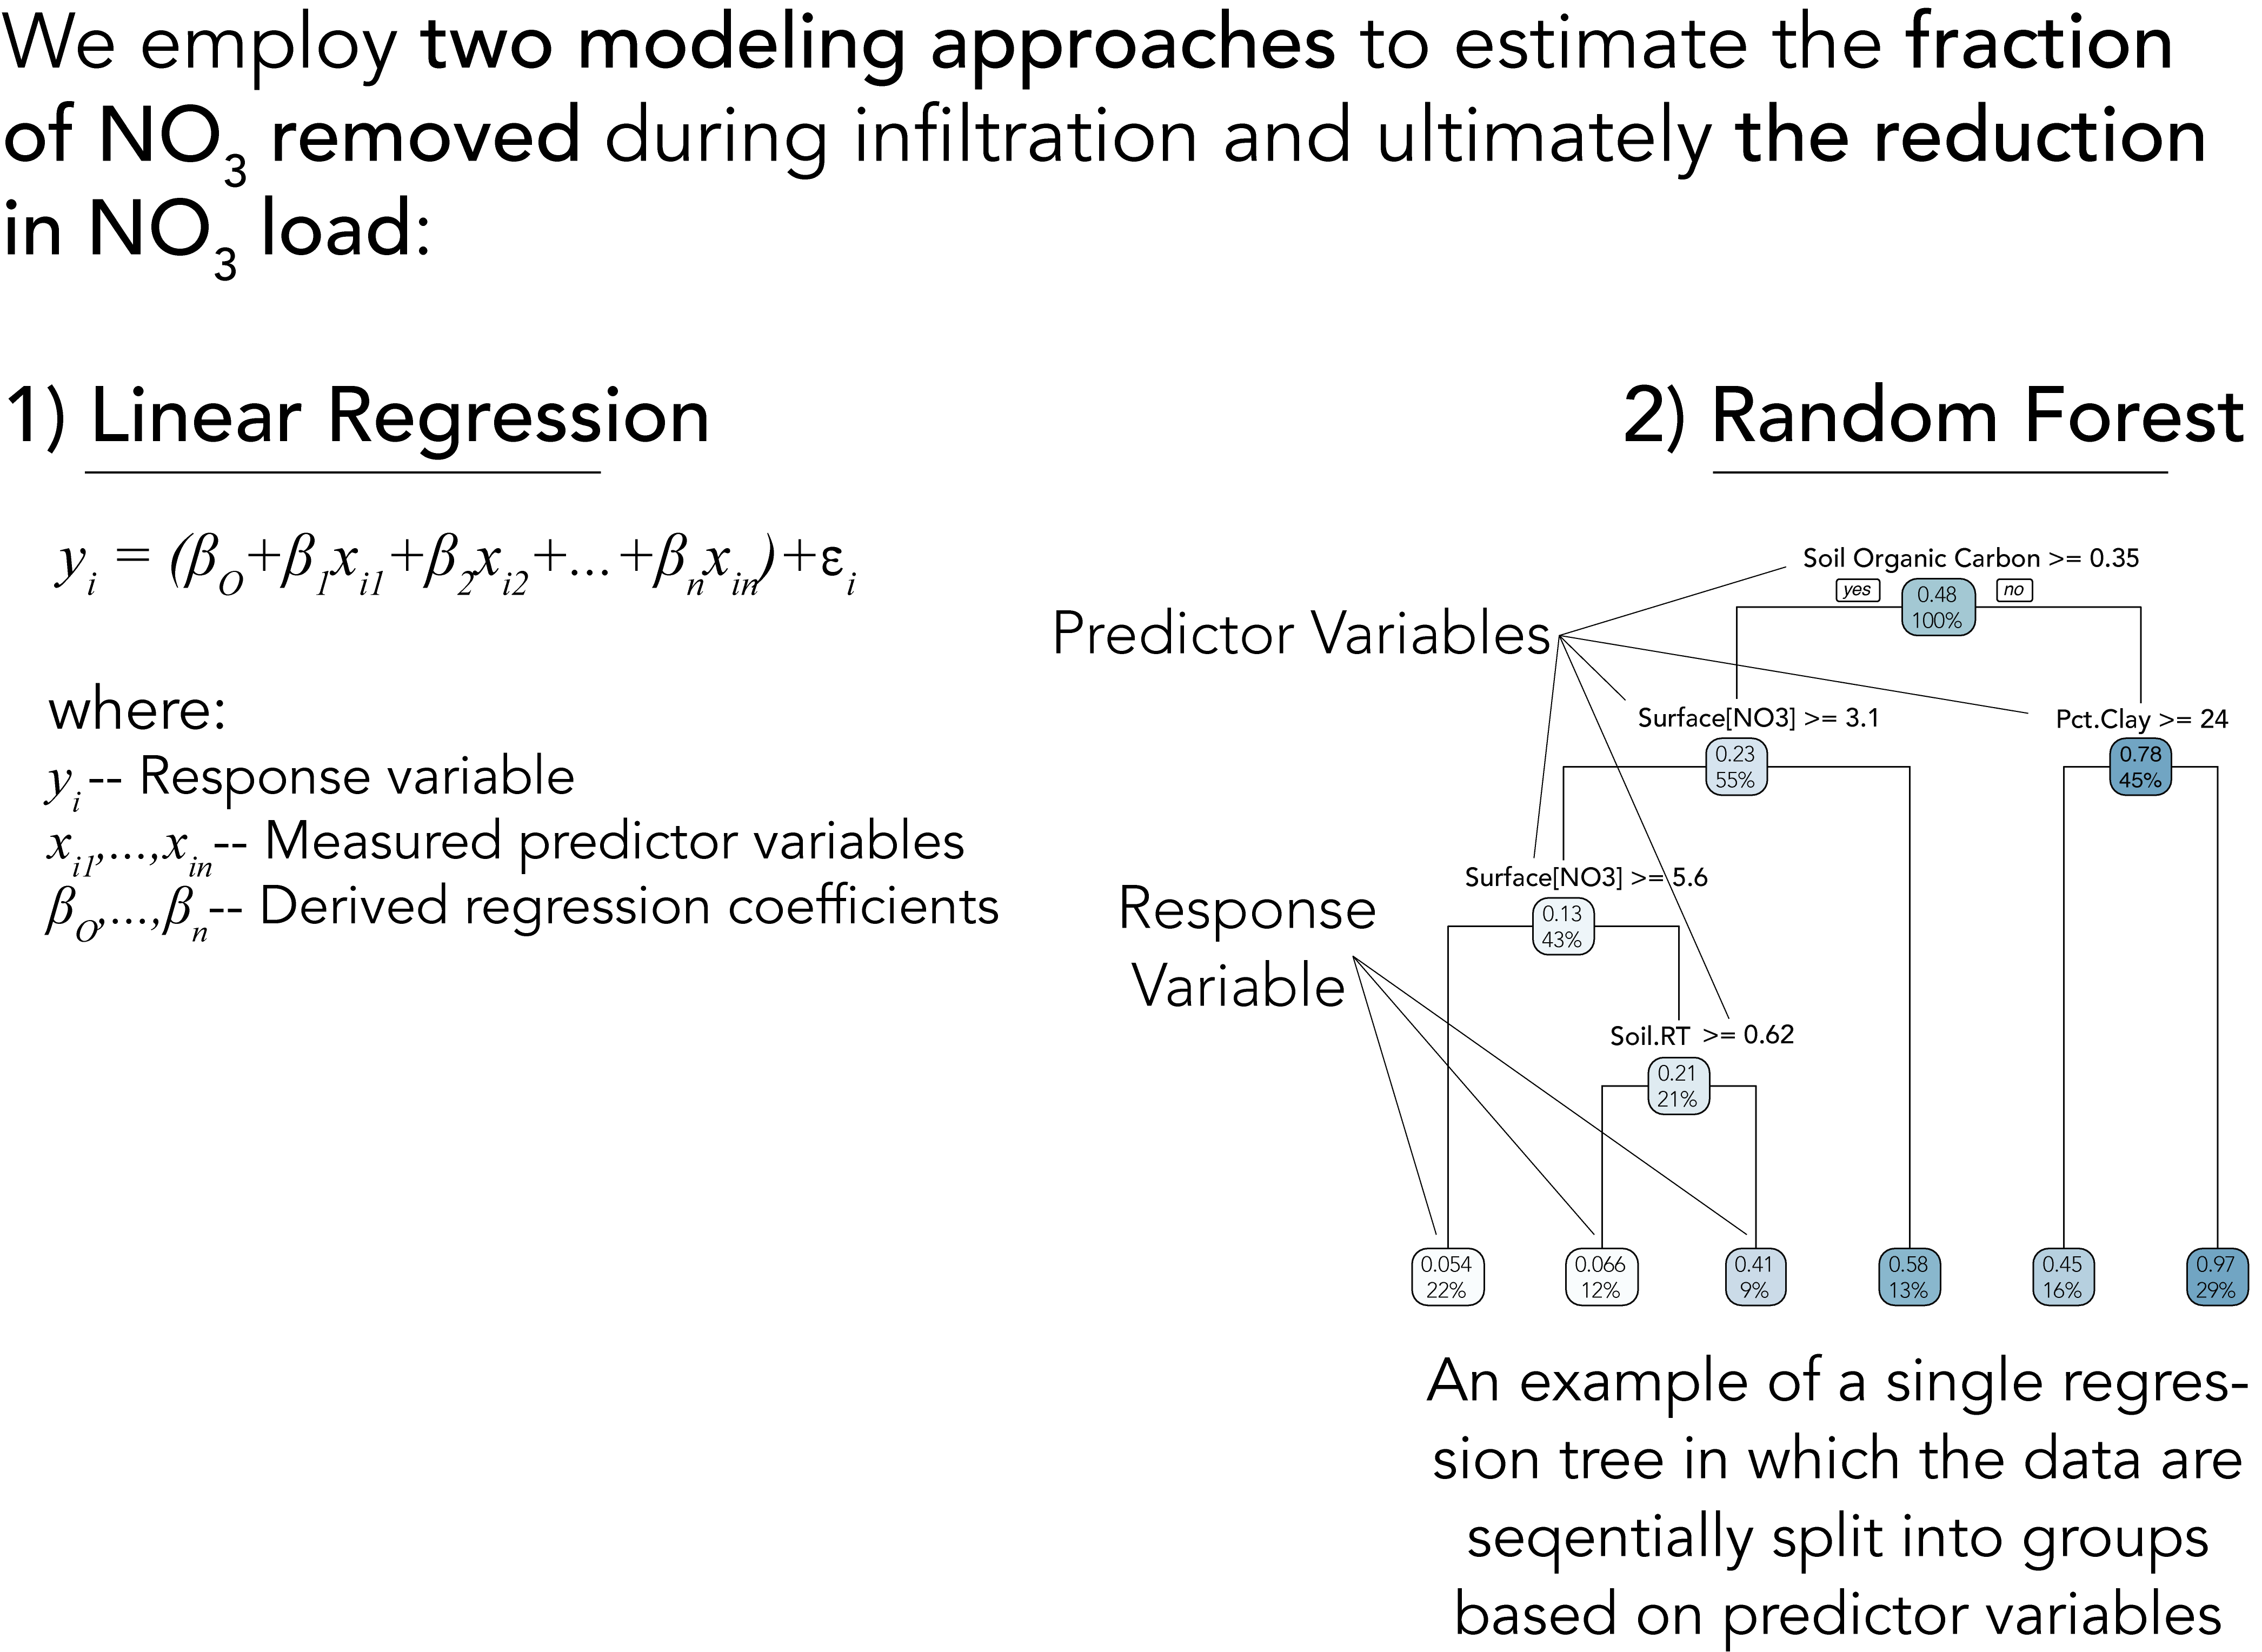 We employ two modeling approaches to estimate the fraction
of NO3 removed during infiltration and ultimately the reduction
in NO3 load:
1) Linear Regression
yi = (βO+β1xi1+β2xi2+...+βnxin)+εi
where:
yi-- Response variable
xi1,...,xin-- Measured predictor variables
βO,...,βn-- Derived regression coefficients
2) Random Forest
Predictor Variables
Response
Variable
Soil Organic Carbon >= 0.35
yes
no
0.48
100%
Surface[NO3] >= 3.1
0.23
55%
Pct.Clay >= 24
0.78
45%
Surface[NO3] >= 5.6
0.13
43%
Soil.RT >= 0.62
0.21
21%
0.054
22%
0.066
12%
0.41
9%
0.58
13%
0.45
16%
0.97
29%
An example of a single regres-
sion tree in which the data are
seqentially split into groups
based on predictor variables